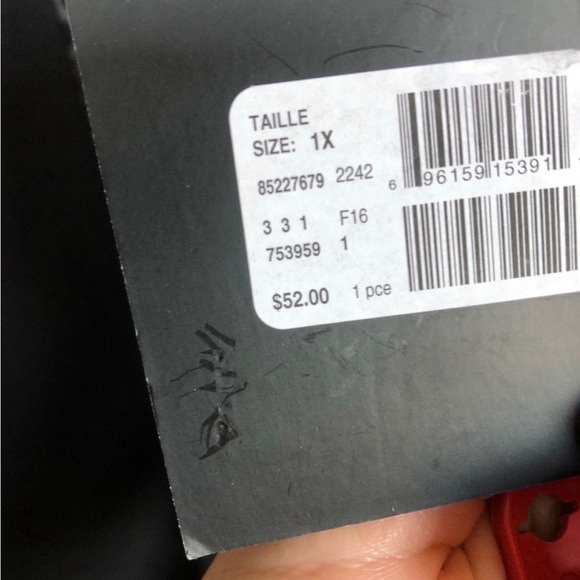 TAILLE
SIZE: 1X
85227679 2242
3 3 1 F16
753959 1
$52.00 1 pce
6 96159 15391